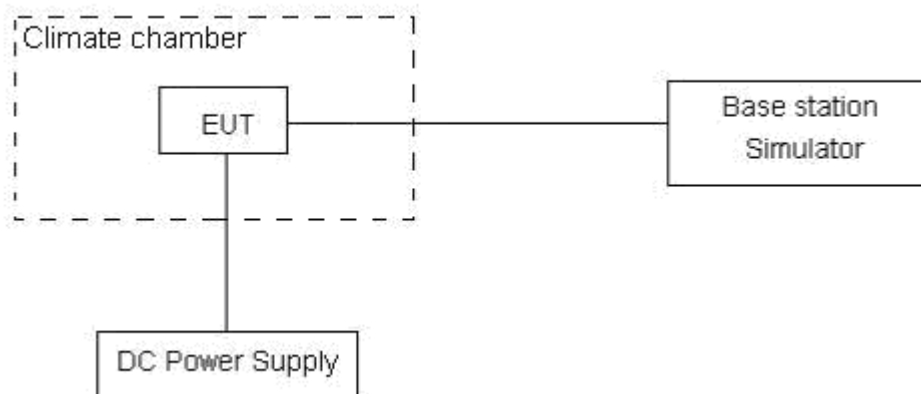 Climate chamber
EUT
Base station
Simulator
DC Power Supply